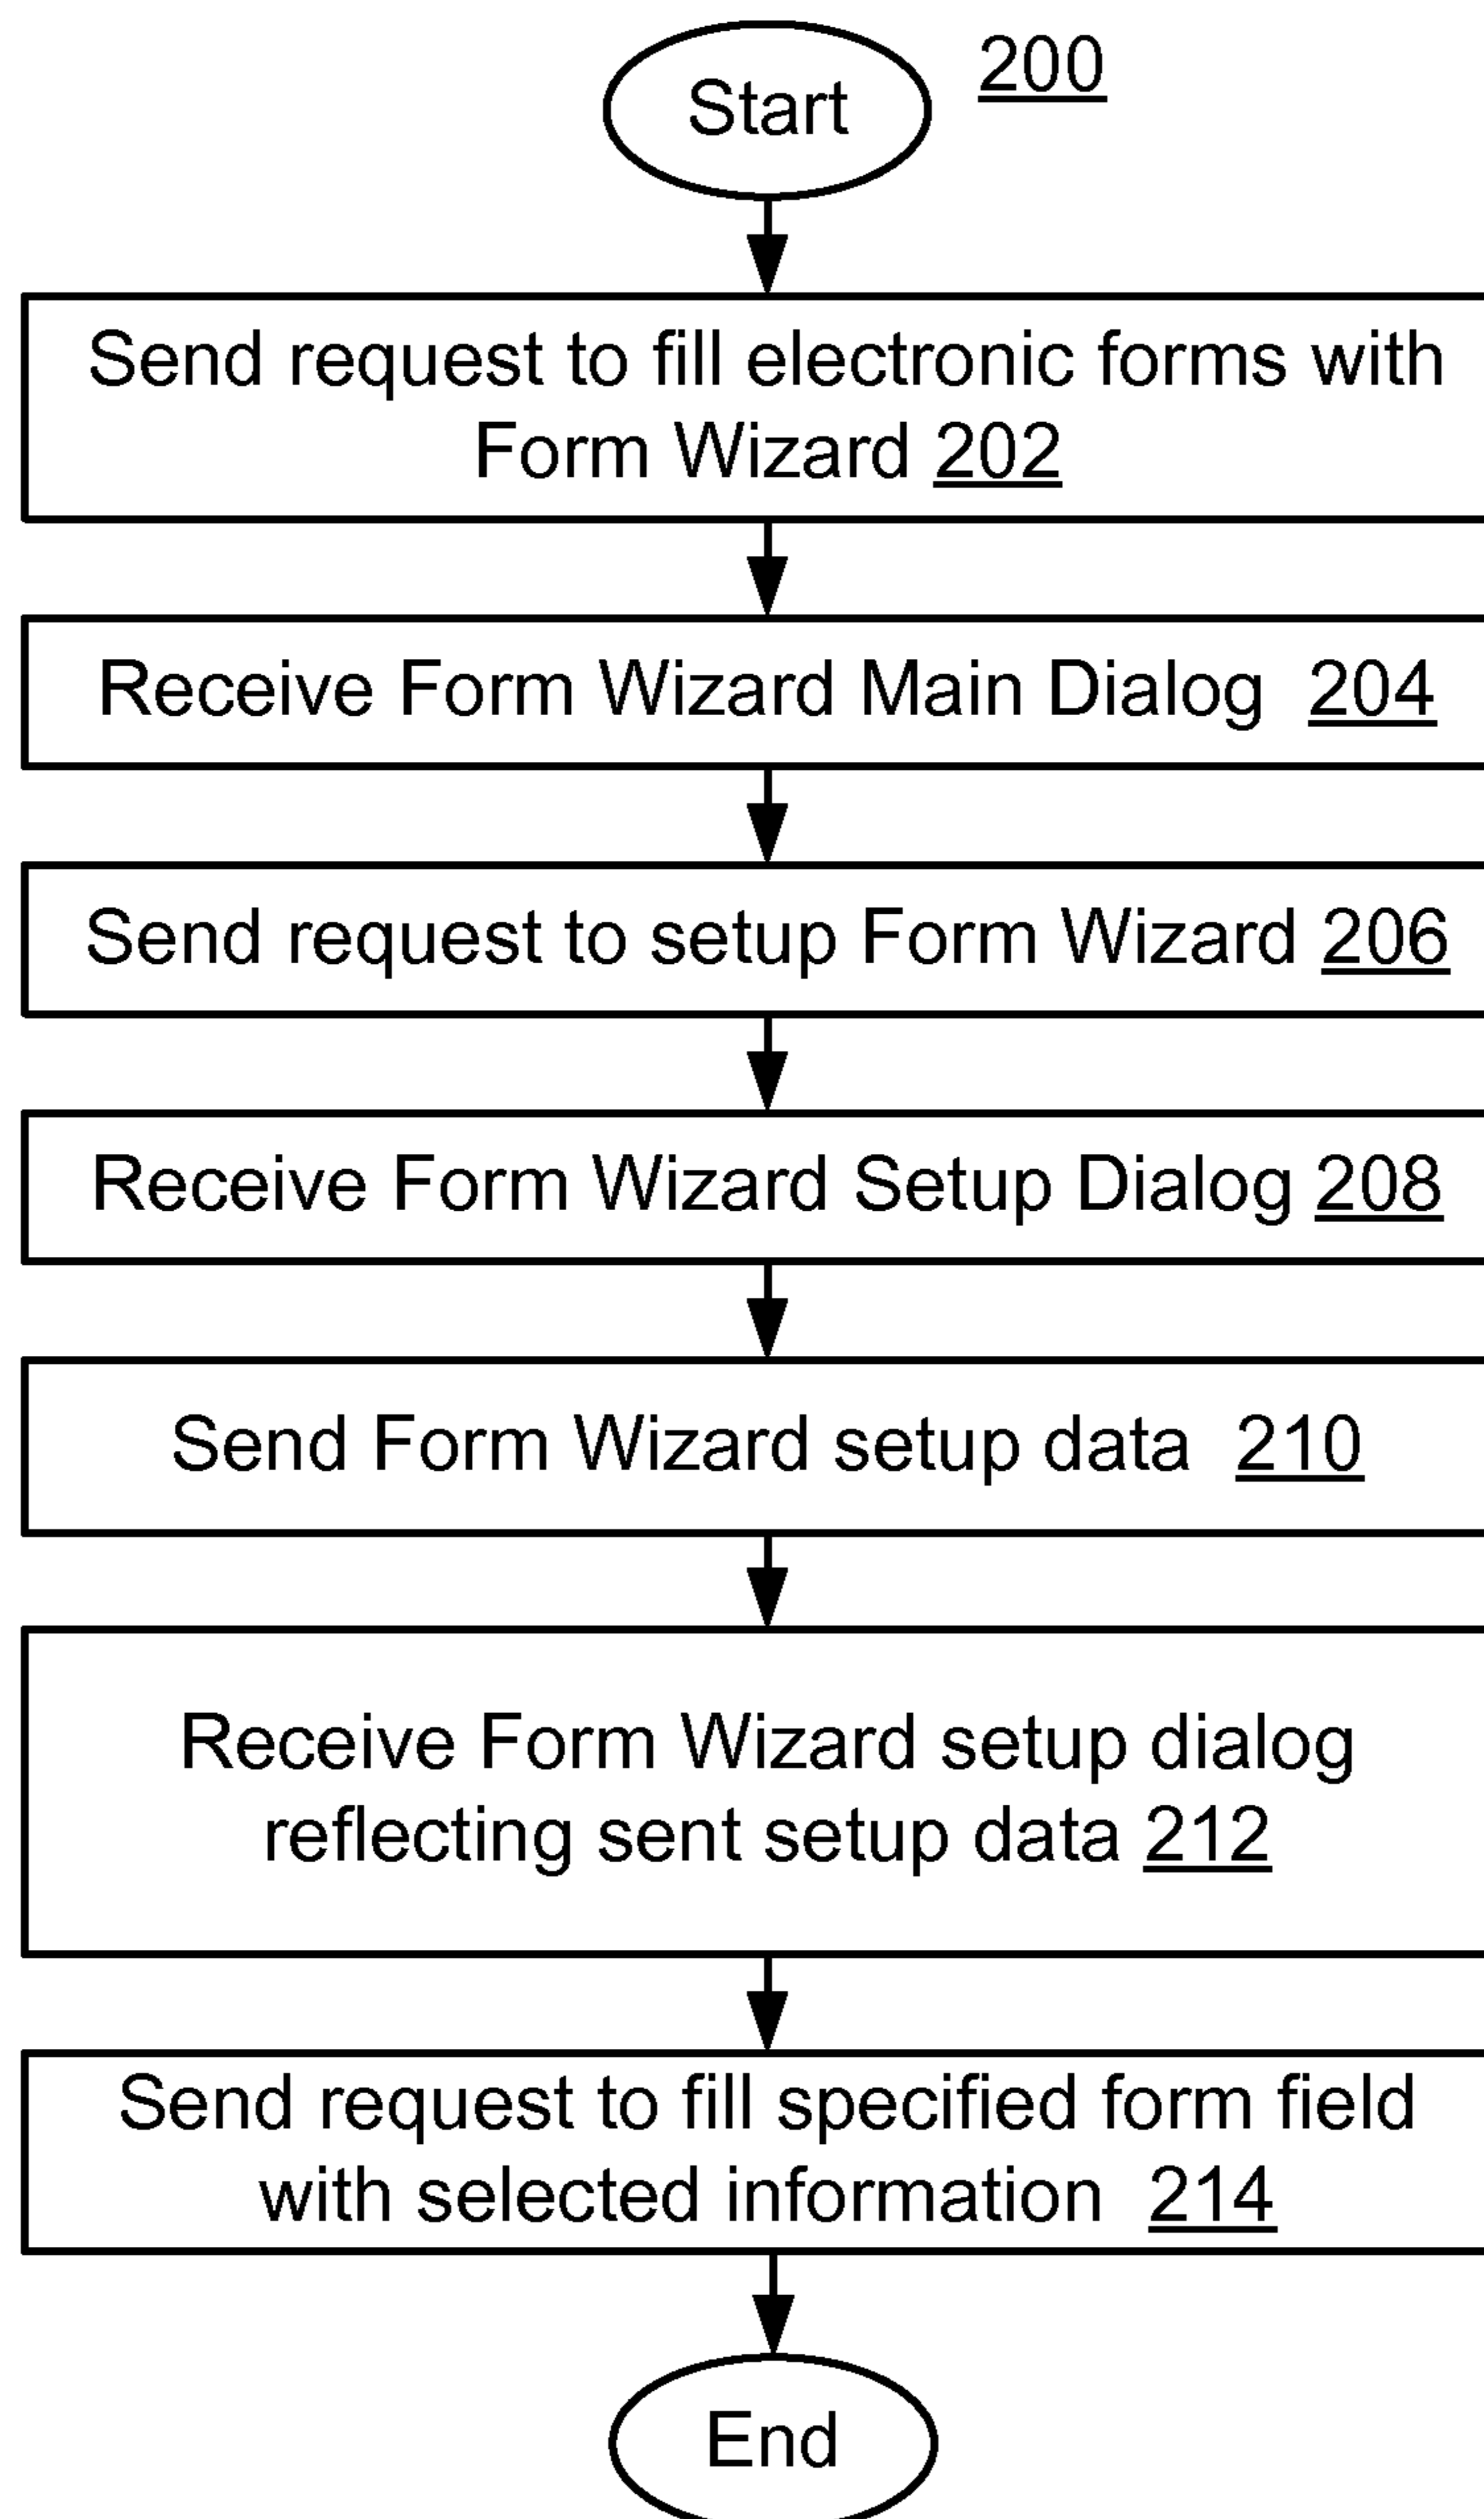 Start
200
Send request to fill electronic forms with
Form Wizard 202
Receive Form Wizard Main Dialog 204
Send request to setup Form Wizard 206
Receive Form Wizard Setup Dialog 208
Send Form Wizard setup data 210
Receive Form Wizard setup dialog
reflecting sent setup data 212
Send request to fill specified form field
with selected information 214
End